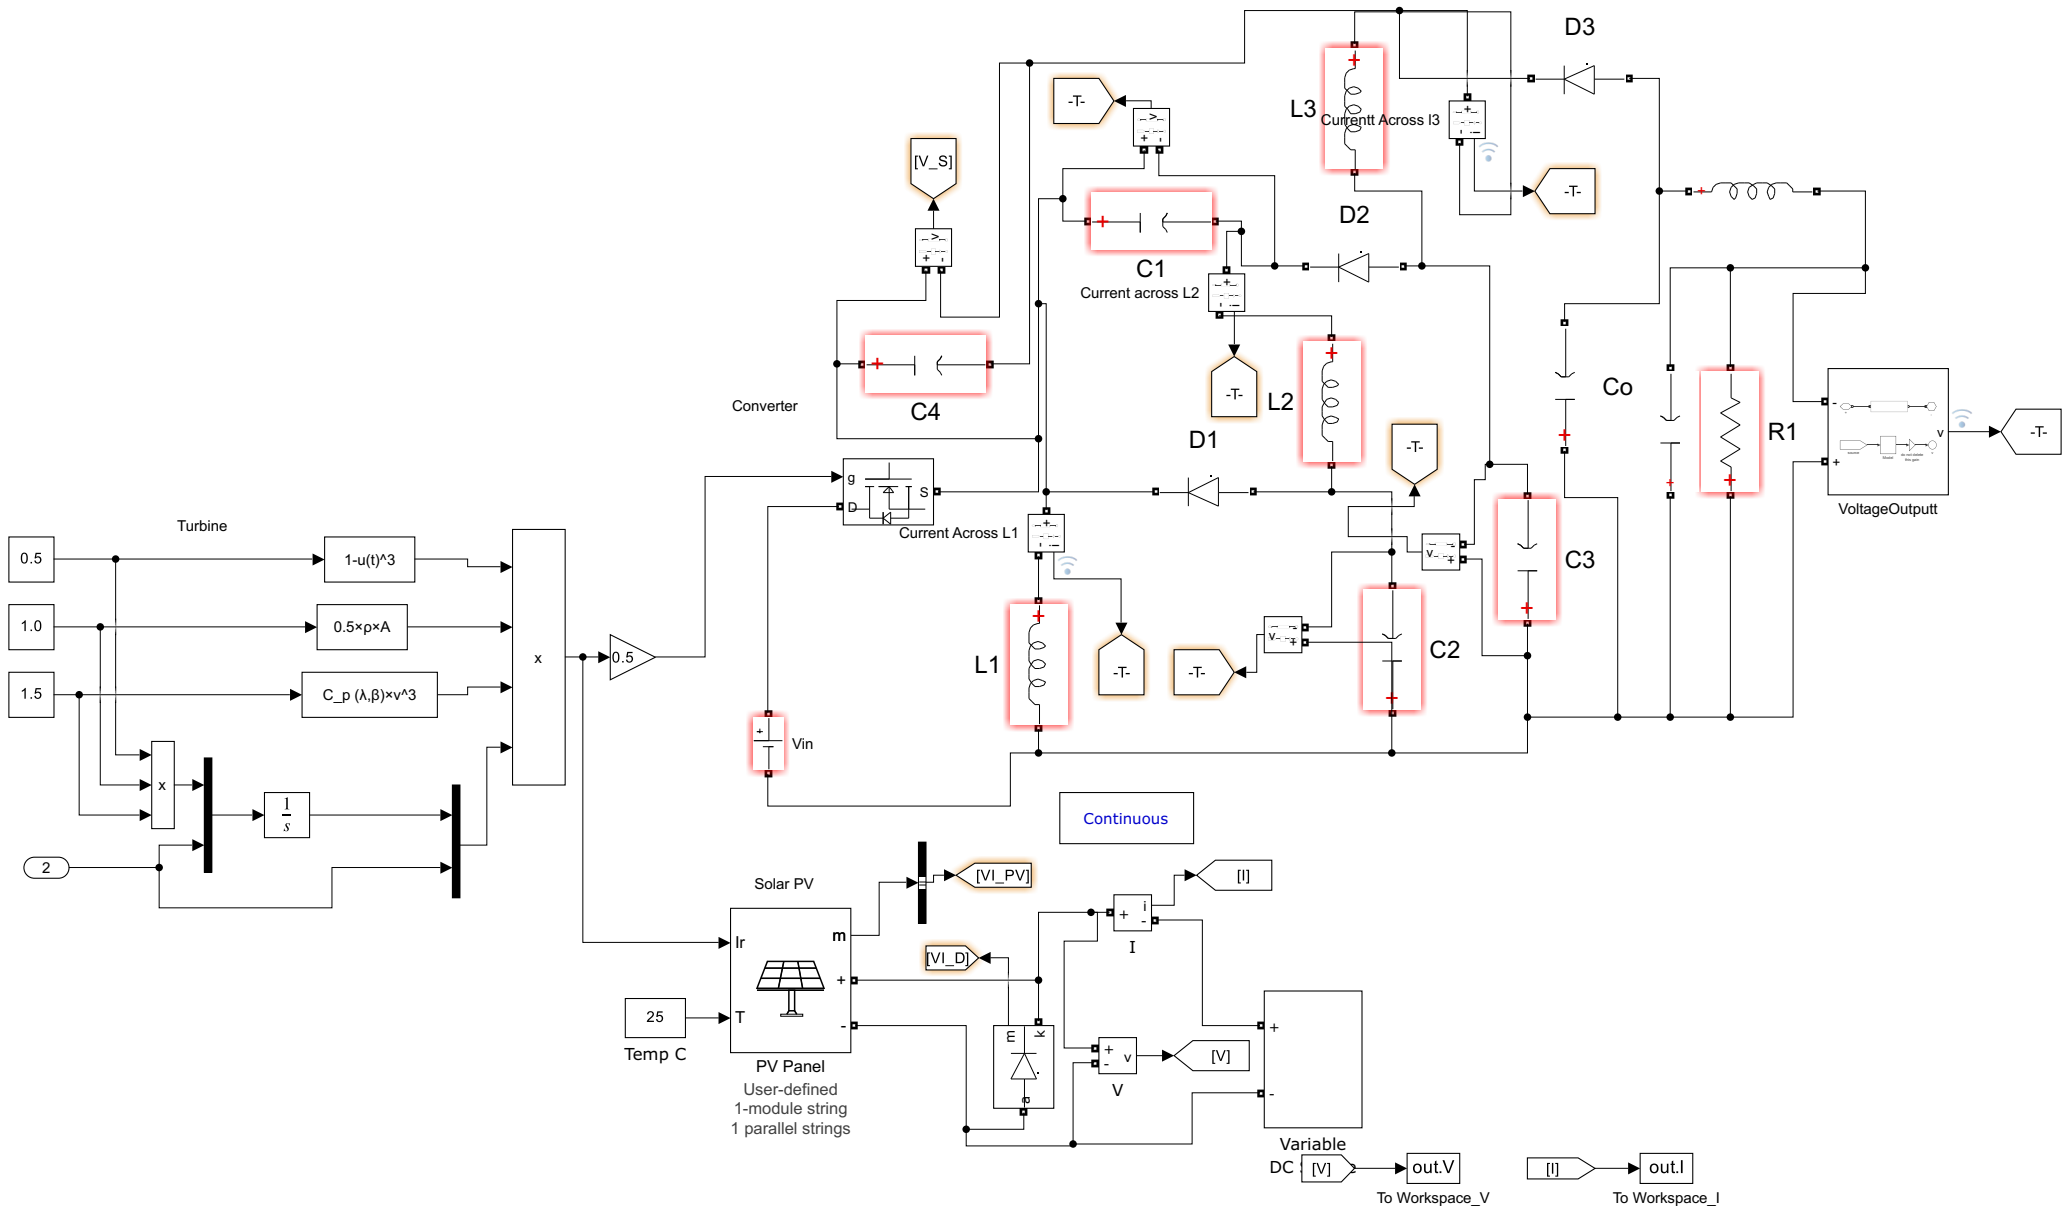 D3
-T-
L3
Currentt Across I3
[V_S]
-T-
D2
C1
Current across L2
C4
-T-
L2
Co
R1
-T-
Converter
D1
-T-
VoltageOutputt
g
D
S
Current Across L1
C3
Turbine
0.5
1-u(t)^3
1.0
0.5×ρ×A
1.5
C_p (λ,β)×v^3
x
0.5
L1
-T-
-T-
C2
Vin
x
1
s
2
Continuous
Solar PV
[VI_PV]
[I]
i
I
Ir
m
+
-
T
[VI_D]
m
k
a
25
Temp C
PV Panel
User-defined
1-module string
1 parallel strings
v
V
[V]
+
-
Variable
DC
[V]
out.V
To Workspace_V
[I]
out.I
To Workspace_I